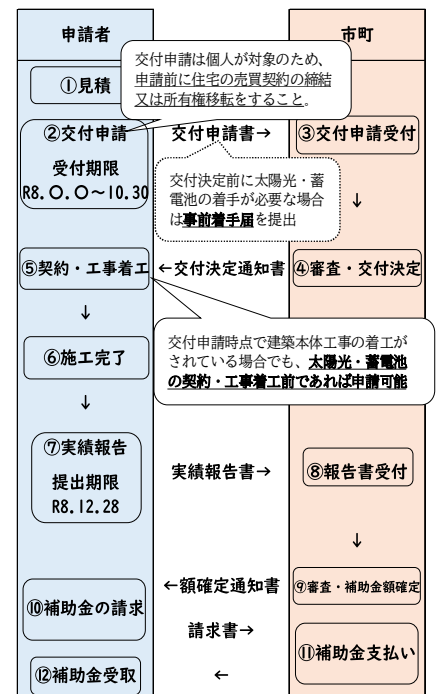 申請者
市町
交付申請は個人が対象のため、
申請前に住宅の売買契約の締結
又は所有権移転をすること。
①見積
②交付申請
受付期限
R8.〇.〇～10.30
交付申請書→
③交付申請受付
↓
交付決定前に太陽光・蓄
電池の着手が必要な場合
は事前着手届を提出
⑤契約・工事着工
←交付決定通知書
④審査・交付決定
↓
交付申請時点で建築本体工事の着工が
されている場合でも、太陽光・蓄電池
の契約・工事着工前であれば申請可能
⑥施工完了
↓
⑦実績報告
提出期限
R8.12.28
実績報告書→
⑧報告書受付
↓
←額確定通知書
⑨審査・補助金額確定
⑩補助金の請求
請求書→
⑪補助金支払い
⑫補助金受取
←